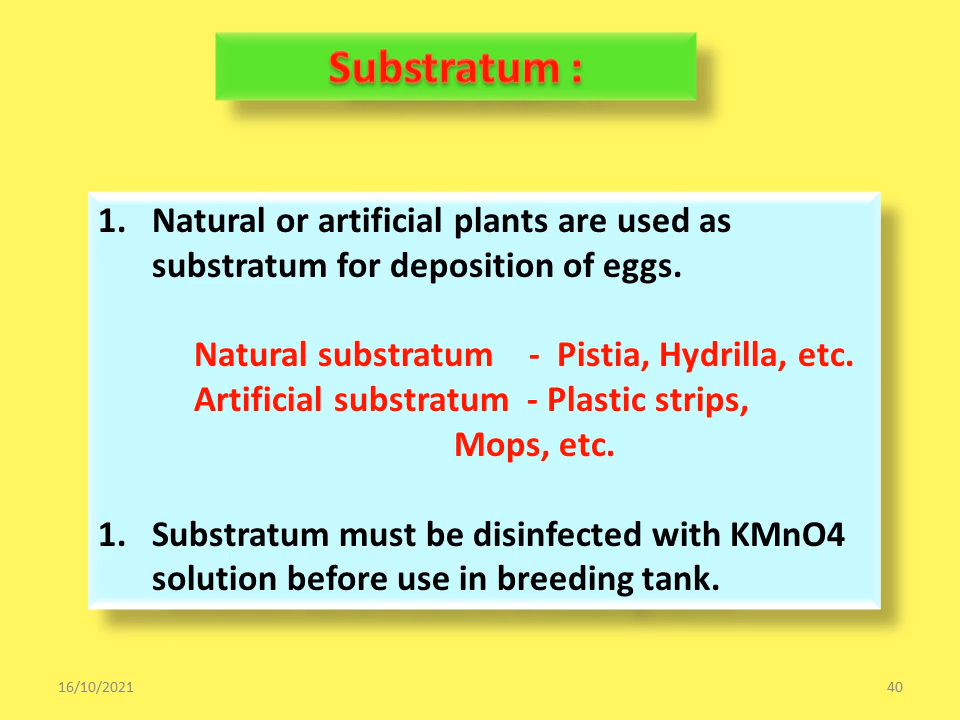 Substratum :
1. Natural or artificial plants are used as
substratum for deposition of eggs.
Natural substratum - Pistia, Hydrilla, etc.
Artificial substratum - Plastic strips,
Mops, etc.
1. Substratum must be disinfected with KMnO4
solution before use in breeding tank.
16/10/2021
40